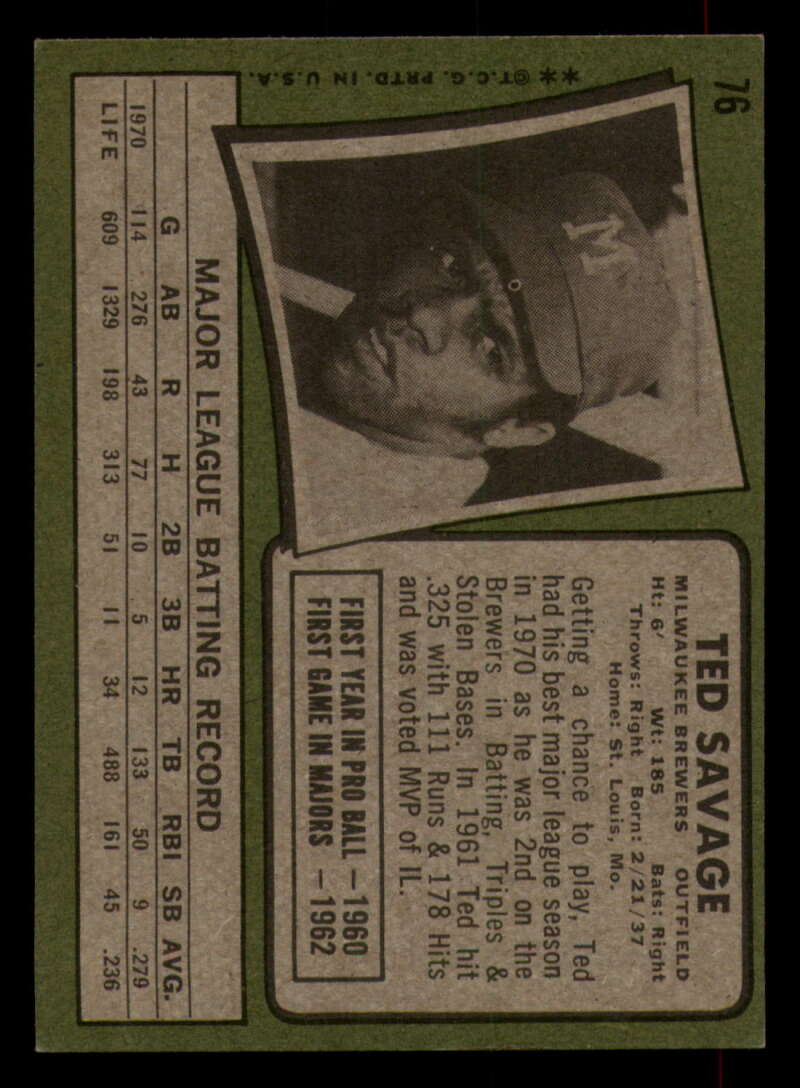 76
** @T.C.G. PRTD. IN U.S.A.
M
TED SAVAGE
MILWAUKEE BREWERS OUTFIELD
Ht: 6' Wt: 185 Bats: Right
Throws: Right Born: 2/21/37
Home: St. Louis, Mo.
Getting a chance to play, Ted
had his best major league season
in 1970 as he was 2nd on the
Brewers in Batting, Triples &
Stolen Bases. In 1961 Ted hit
.325 with 111 Runs & 178 Hits
and was voted MVP of IL.
FIRST YEAR IN PRO BALL – 1960
FIRST GAME IN MAJORS – 1962
MAJOR LEAGUE BATTING RECORD
G AB R H 2B 3B HR TB RBI SB AVG.
1970 114 276 43 77 10 5 12 133 50 9 .279
LIFE 609 1329 198 313 51 11 34 488 161 45 .236